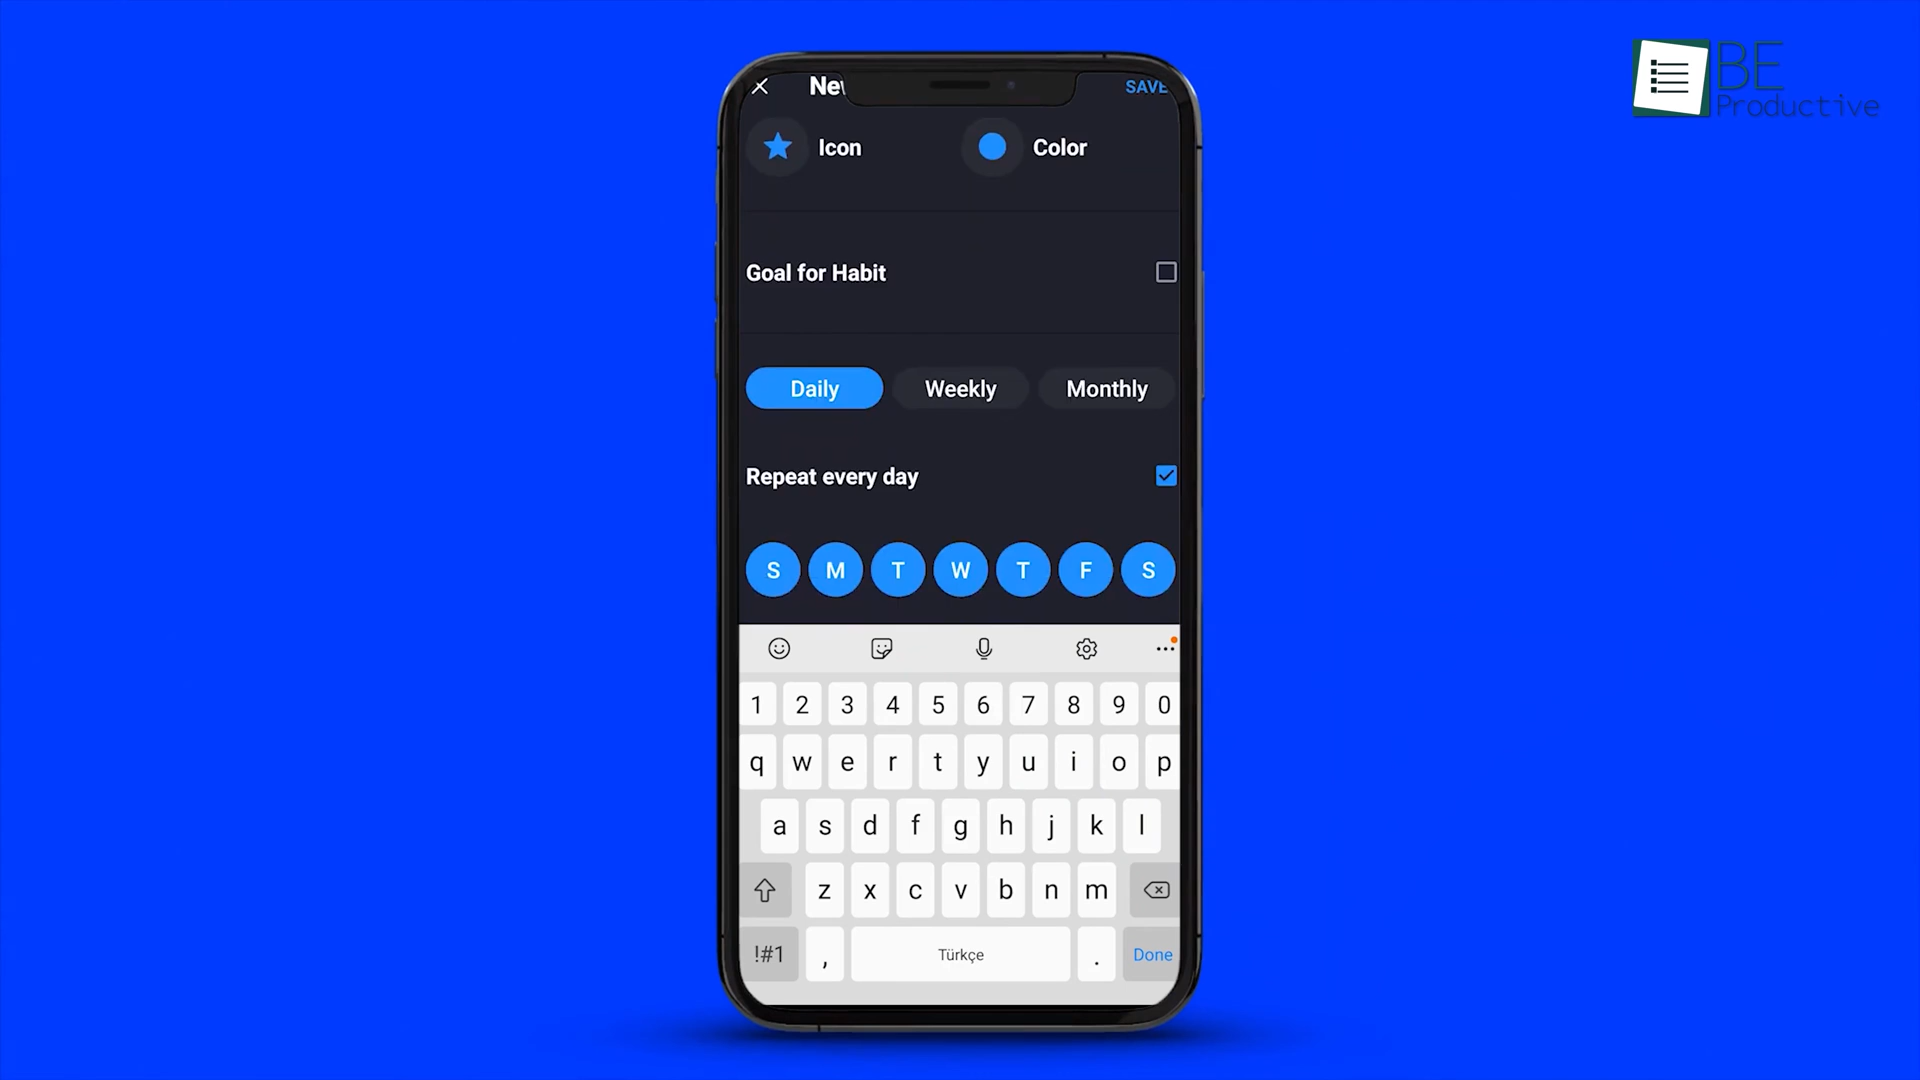 BE
Productive
SAVE
Icon
Color
Goal for Habit
Daily Weekly Monthly
Repeat every day
S M T W T F S
1 2 3 4 5 6 7 8 9 0
q w e r t y u i o p
a s d f g h j k l
z x c v b n m
!#1 , Türkçe . Done